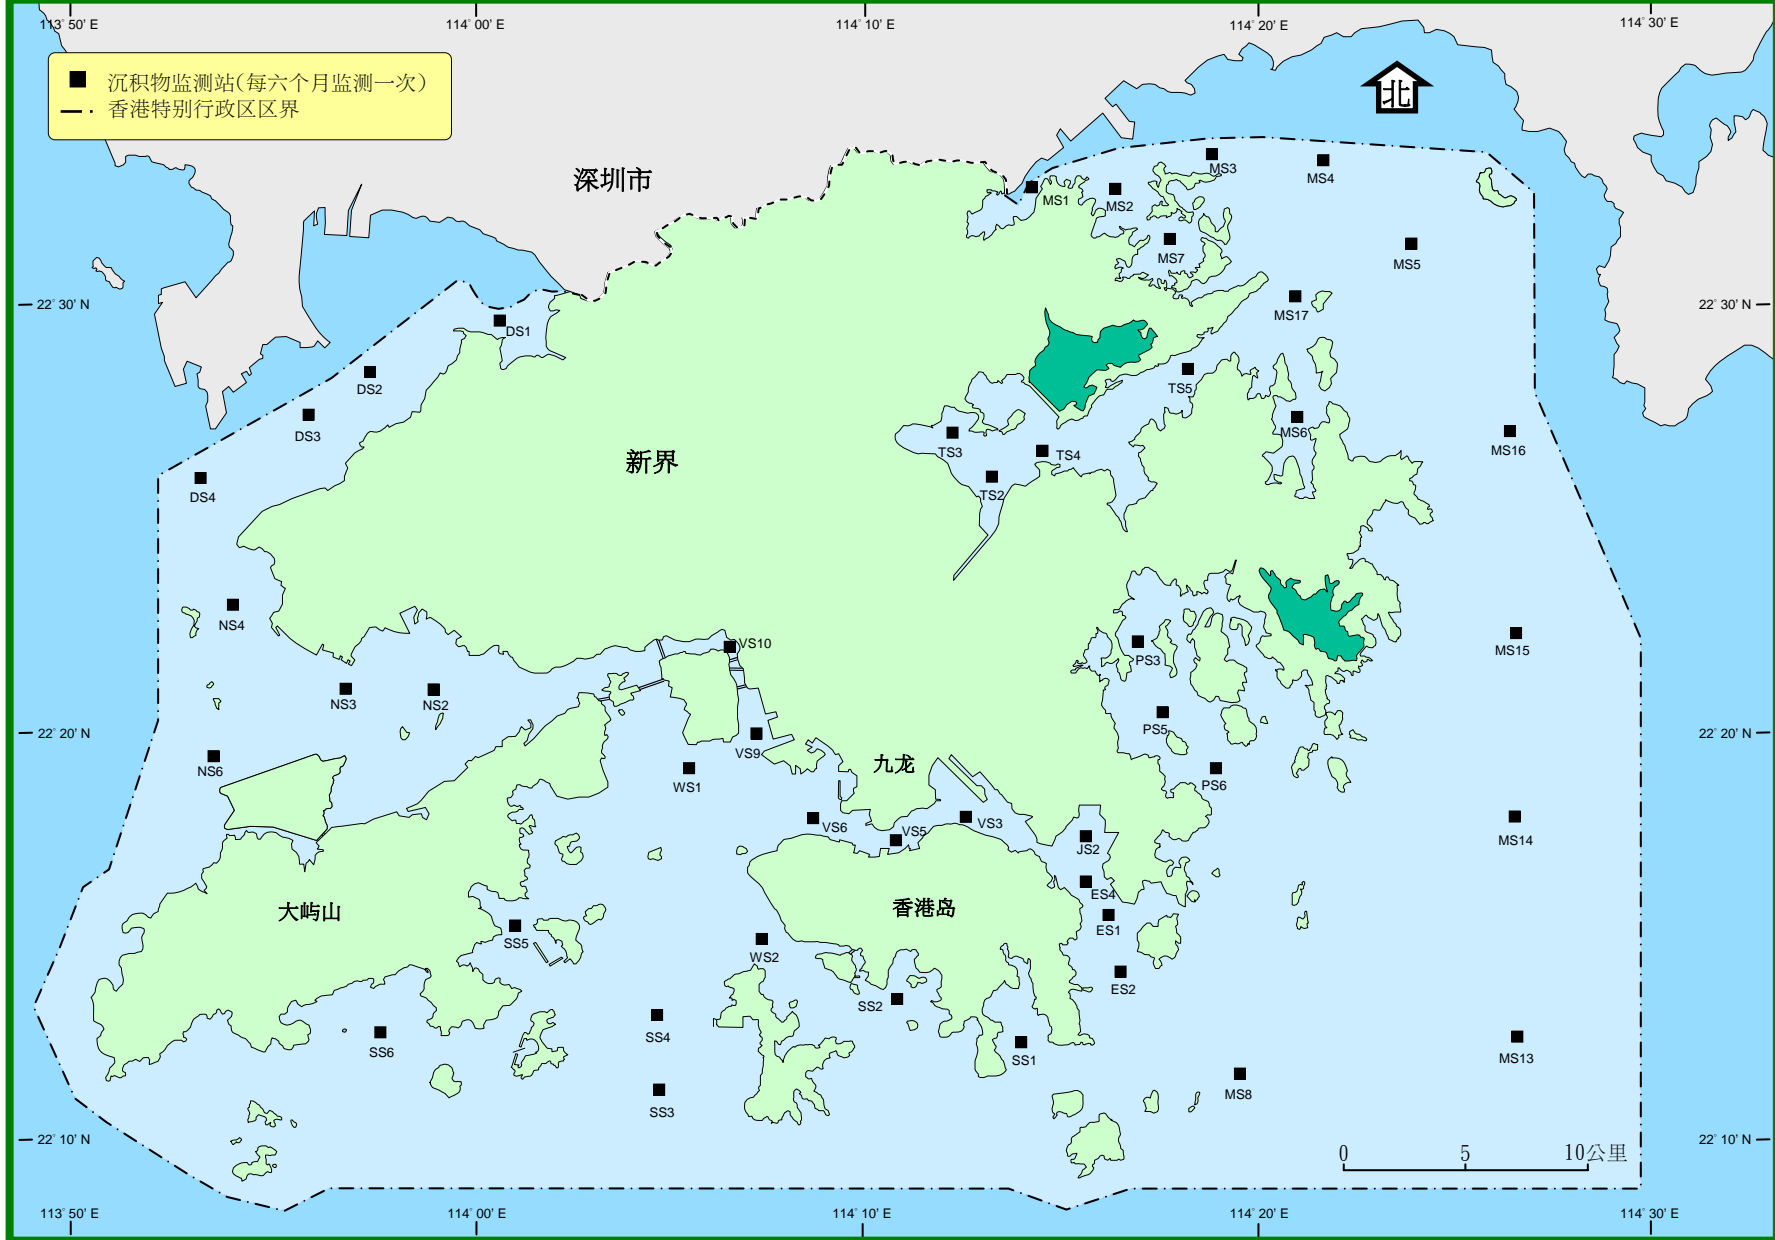 113° 50' E
114° 00' E
114° 10' E
114° 20' E
114° 30' E
沉积物监测站(每六个月监测一次)
香港特别行政区区界
北
深圳市
MS3
MS4
MS1
MS2
MS7
MS5
22° 30' N
22° 30' N
MS17
DS1
DS2
TS5
DS3
MS6
MS16
TS3
TS4
新界
DS4
TS2
NS4
VS10
PS3
MS15
NS3
NS2
PS5
22° 20' N
22° 20' N
VS9
NS6
九龙
WS1
PS6
VS6
VS5
VS3
JS2
MS14
ES4
大屿山
香港岛
ES1
SS5
WS2
ES2
SS2
SS4
SS1
SS6
MS13
MS8
SS3
22° 10' N
22° 10' N
0 5 10公里
113° 50' E
114° 00' E
114° 10' E
114° 20' E
114° 30' E